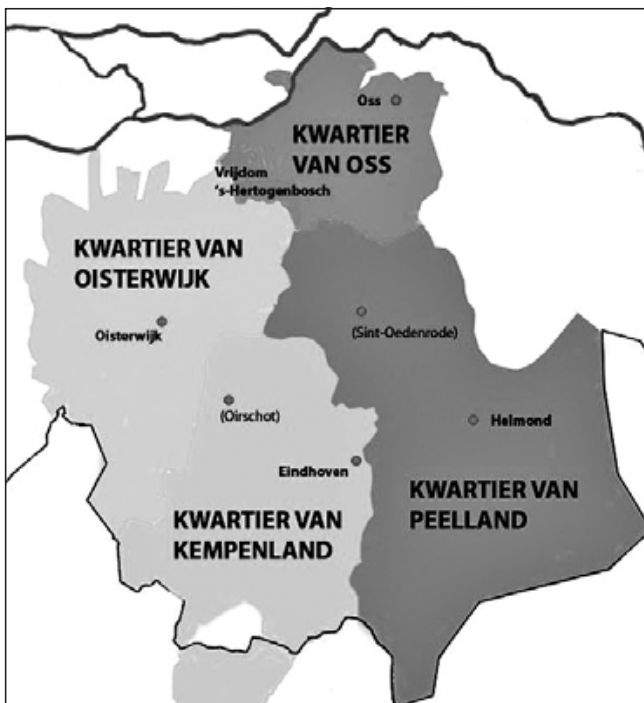 Oss
KWARTIER
VAN OSS
Vrijdom
's-Hertogenbosch
KWARTIER VAN
OISTERWIJK
Oisterwijk
(Sint-Oedenrode)
(Oirschot)
Helmond
Eindhoven
KWARTIER VAN
PEELLAND
KWARTIER VAN
KEMPENLAND